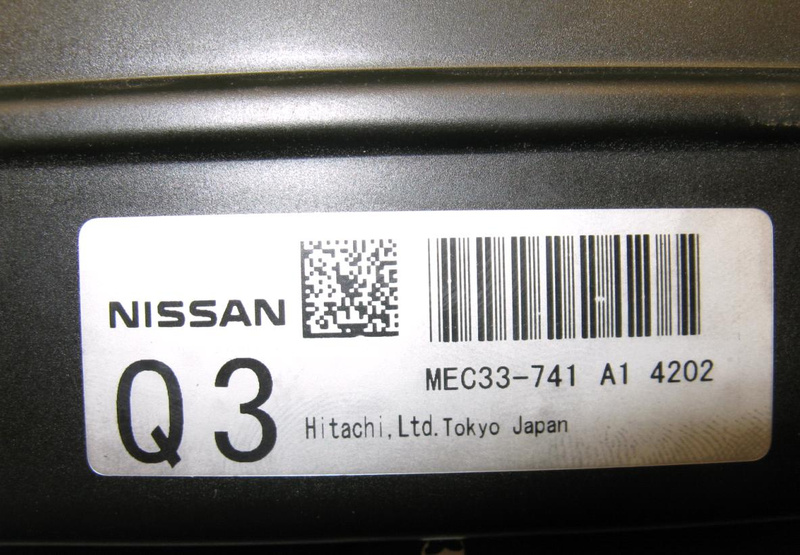 NISSAN
Q3
MEC33-741 A1 4202
Hitachi,Ltd.Tokyo Japan